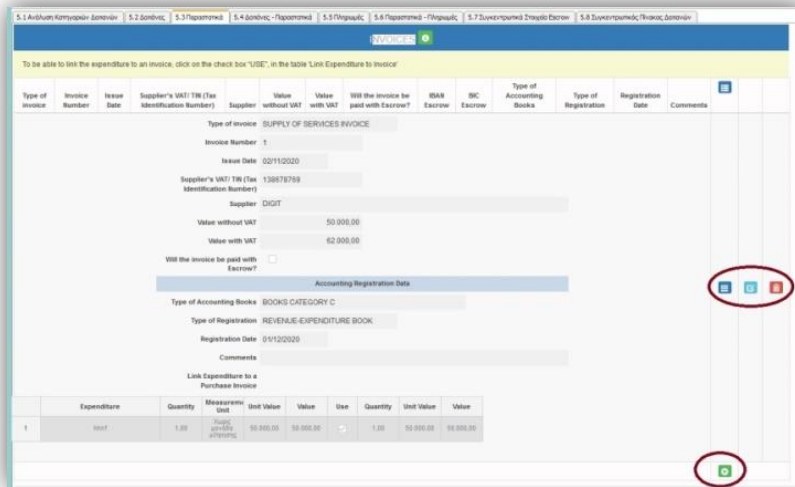 5.1 Ανάλυση Κατηγοριών Δαπανών 5.2 Δαπάνες 5.3 Παραστατικά 5.4 Δαπάνες - Παραστατικά 5.5 Πληρωμές 5.6 Παραστατικά - Πληρωμές 5.7 Συγκεντρωτικά Στοιχεία Escrow 5.8 Συγκεντρωτικός Πίνακας Δαπανών
INVOICES
To be able to link the expenditure to an invoice, click on the check box "USE", in the table 'Link Expenditure to Invoice'
Type of invoice Invoice Number Issue Date Supplier's VAT/ TIN (Tax Identification Number) Supplier Value without VAT Value with VAT Will the invoice be paid with Escrow? IBAN Escrow BIC Escrow Type of Accounting Books Type of Registration Registration Date Comments
Type of invoice SUPPLY OF SERVICES INVOICE
Invoice Number 1
Issue Date 02/11/2020
Supplier's VAT/ TIN (Tax Identification Number) 138678769
Supplier DIGIT
Value without VAT 50.000,00
Value with VAT 62.000,00
Will the invoice be paid with Escrow?
Accounting Registration Data
Type of Accounting Books BOOKS CATEGORY C
Type of Registration REVENUE-EXPENDITURE BOOK
Registration Date 01/12/2020
Comments
Link Expenditure to a Purchase Invoice
Expenditure Quantity Measureme Unit Unit Value Value Use Quantity Unit Value Value
1 1,00 Χωρίς μονάδα μέτρησης 50.000,00 50.000,00 1,00 50.000,00 50.000,00